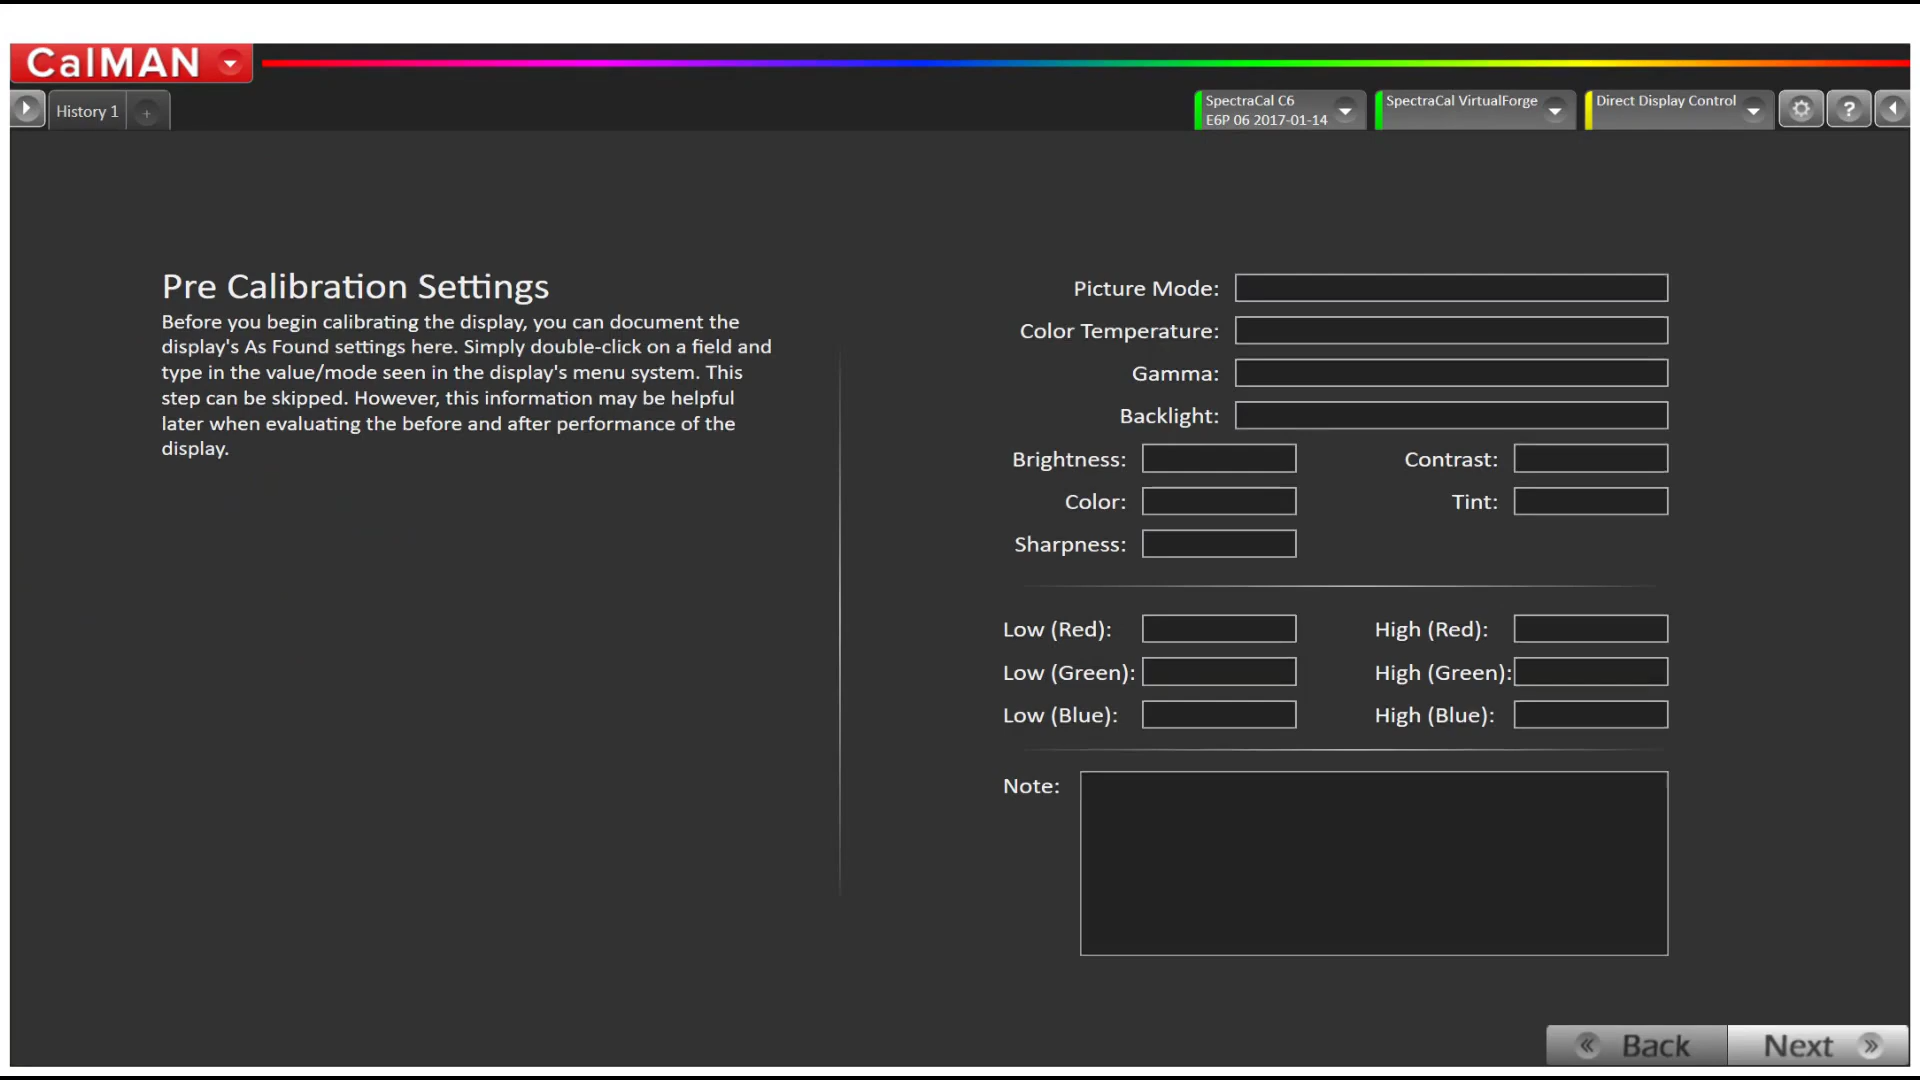 CalMAN
History 1
+
SpectraCal C6
E6P 06 2017-01-14
SpectraCal VirtualForge
Direct Display Control
?
Pre Calibration Settings
Before you begin calibrating the display, you can document the
display's As Found settings here. Simply double-click on a field and
type in the value/mode seen in the display's menu system. This
step can be skipped. However, this information may be helpful
later when evaluating the before and after performance of the
display.
Picture Mode:
Color Temperature:
Gamma:
Backlight:
Brightness:
Contrast:
Color:
Tint:
Sharpness:
Low (Red):
High (Red):
Low (Green):
High (Green):
Low (Blue):
High (Blue):
Note:
Back
Next